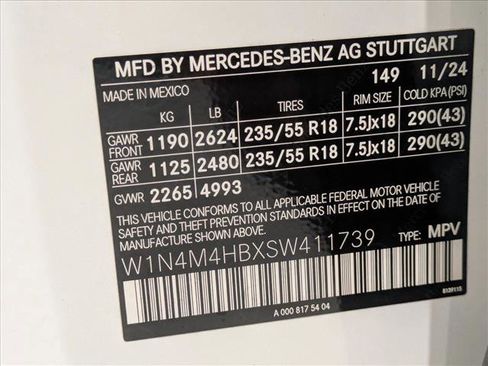 MFD BY MERCEDES-BENZ AG STUTTGART
149 11/24
MADE IN MEXICO
KG LB TIRES RIM SIZE COLD KPA (PSI)
GAWR FRONT 1190 2624 235/55 R18 7.5Jx18 290(43)
GAWR REAR 1125 2480 235/55 R18 7.5Jx18 290(43)
GVWR 2265 4993
THIS VEHICLE CONFORMS TO ALL APPLICABLE FEDERAL MOTOR VEHICLE
SAFETY, BUMPER, AND THEFT PREVENTION STANDARDS IN
EFFECT ON THE DATE OF MANUFACTURE SHOWN ABOVE.
W1N4M4HBXSW411739 TYPE: MPV
A 000 817 54 04